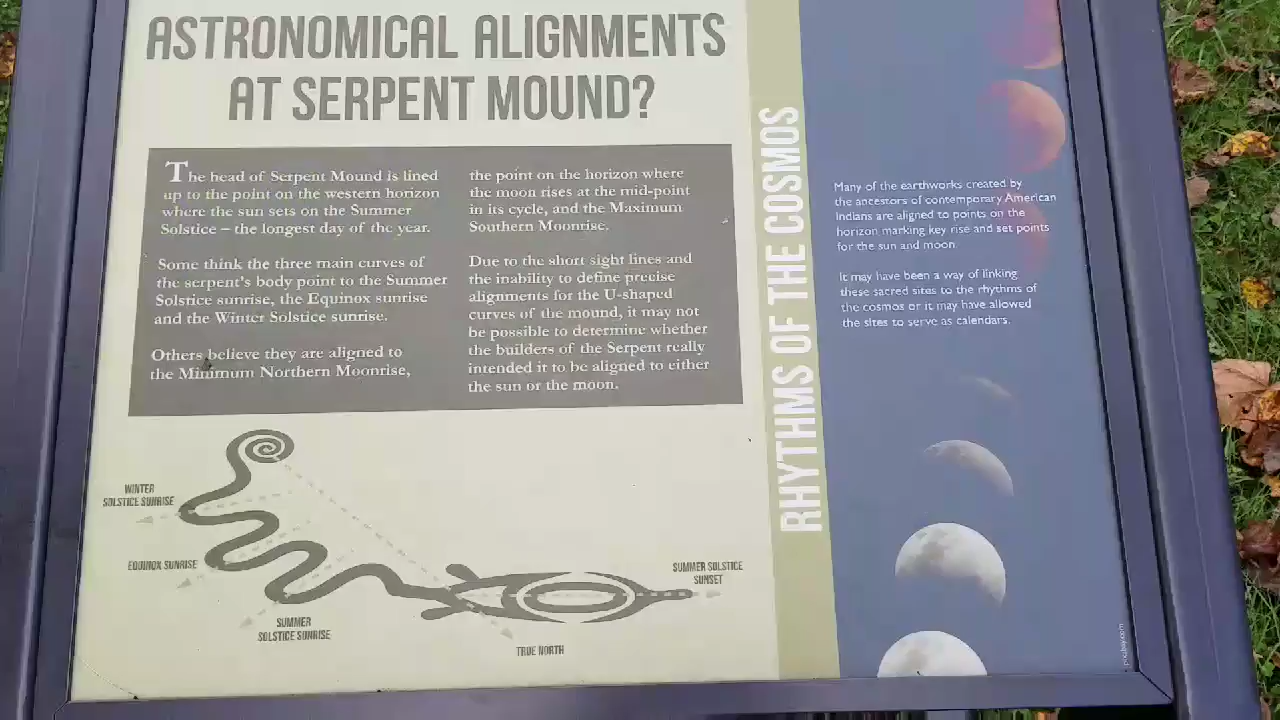 ASTRONOMICAL ALIGNMENTS
AT SERPENT MOUND?
The head of Serpent Mound is lined
up to the point on the western horizon
where the sun sets on the Summer
Solstice – the longest day of the year.
Some think the three main curves of
the serpent's body point to the Summer
Solstice sunrise, the Equinox sunrise
and the Winter Solstice sunrise.
Others believe they are aligned to
the Minimum Northern Moonrise,
the point on the horizon where
the moon rises at the mid-point
in its cycle, and the Maximum
Southern Moonrise.
Due to the short sight lines and
the inability to define precise
alignments for the U-shaped
curves of the mound, it may not
be possible to determine whether
the builders of the Serpent really
intended it to be aligned to either
the sun or the moon.
WINTER
SOLSTICE SUNRISE
EQUINOX SUNRISE
SUMMER
SOLSTICE SUNRISE
TRUE NORTH
SUMMER SOLSTICE
SUNSET
RHYTHMS OF THE COSMOS
Many of the earthworks created by
the ancestors of contemporary American
Indians are aligned to points on the
horizon marking key rise and set points
for the sun and moon.
It may have been a way of linking
these sacred sites to the rhythms of
the cosmos or it may have allowed
the sites to serve as calendars.
pixabay.com